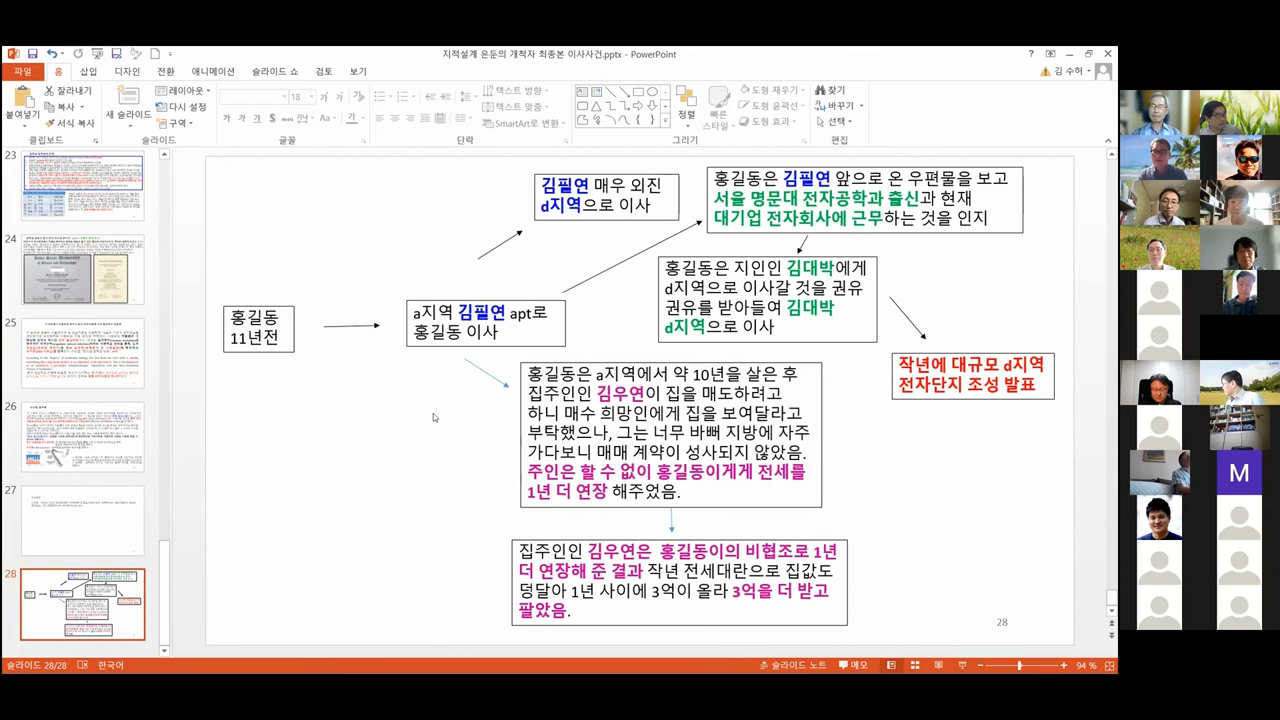 지적설계 은둔의 개척자 최종본 이사사건.pptx - PowerPoint
파일 홈 삽입 디자인 전환 애니메이션 슬라이드 쇼 검토 보기
김 수허
붙여넣기
잘라내기
복사
서식 복사
클립보드
새 슬라이드
레이아웃
다시 설정
구역
슬라이드
18
글꼴
텍스트 방향
텍스트 맞춤
SmartArt로 변환
단락
정렬
빠른 스타일
도형 채우기
도형 윤곽선
도형 효과
그리기
찾기
바꾸기
선택
편집
23
24
25
26
27
28
홍길동
11년전
a지역 김필연 apt로
홍길동 이사
김필연 매우 외진
d지역으로 이사
홍길동은 김필연 앞으로 온 우편물을 보고
서울 명문대 전자공학과 출신과 현재
대기업 전자회사에 근무하는 것을 인지
홍길동은 지인인 김대박에게
d지역으로 이사갈 것을 권유
권유를 받아들여 김대박
d지역으로 이사
작년에 대규모 d지역
전자단지 조성 발표
홍길동은 a지역에서 약 10년을 살은 후
집주인인 김우연이 집을 매도하려고
하니 매수 희망인에게 집을 보여달라고
부탁했으나, 그는 너무 바빠 지방에 자주
가다보니 매매 계약이 성사되지 않았음.
주인은 할 수 없이 홍길동이게게 전세를
1년 더 연장 해주었음.
집주인인 김우연은 홍길동이의 비협조로 1년
더 연장해 준 결과 작년 전세대란으로 집값도
덩달아 1년 사이에 3억이 올라 3억을 더 받고
팔았음.
28
M
슬라이드 28/28 한국어
슬라이드 노트 메모 94 %